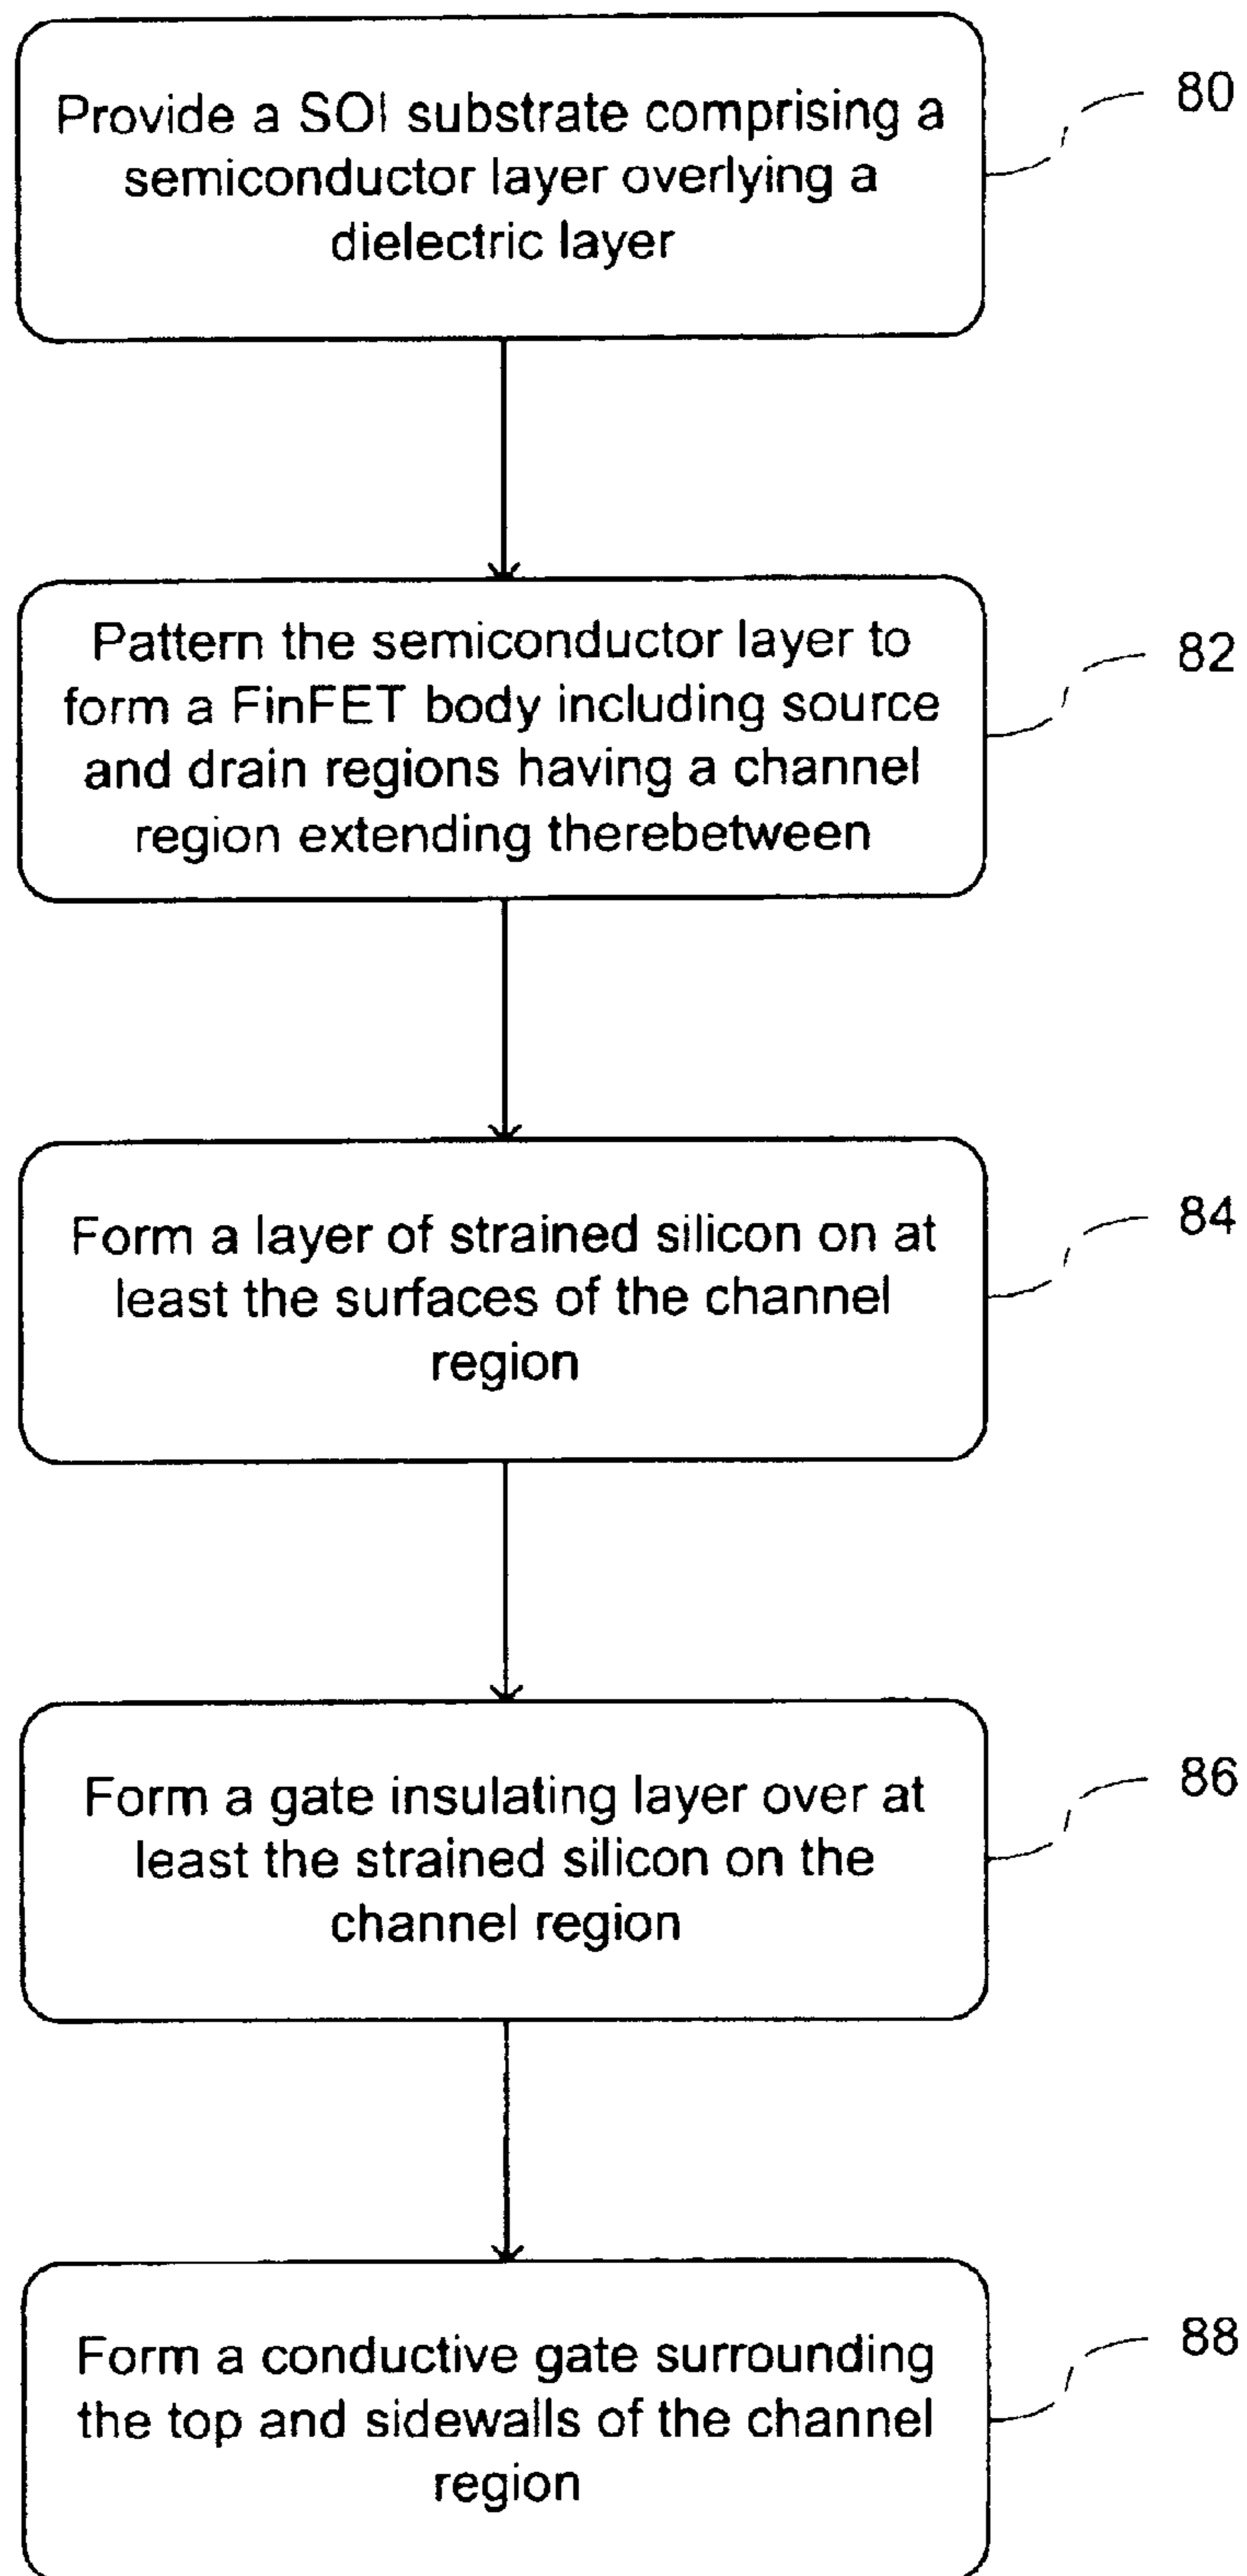 Provide a SOI substrate comprising a
semiconductor layer overlying a
dielectric layer
80
Pattern the semiconductor layer to
form a FinFET body including source
and drain regions having a channel
region extending therebetween
82
Form a layer of strained silicon on at
least the surfaces of the channel
region
84
Form a gate insulating layer over at
least the strained silicon on the
channel region
86
Form a conductive gate surrounding
the top and sidewalls of the channel
region
88